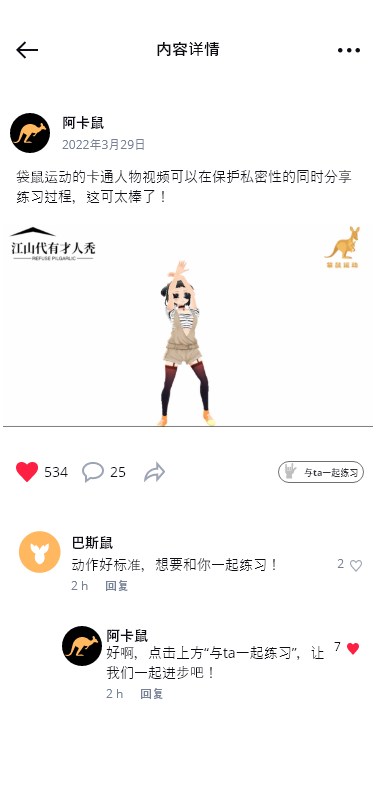 内容详情
阿卡鼠
2022年3月29日
袋鼠运动的卡通人物视频可以在保护私密性的同时分享
练习过程，这可太棒了！
江山代有才人秀
REFUSE PILGARLIC
袋鼠运动
534
25
与ta一起练习
巴斯鼠
动作好标准，想要和你一起练习！
2
2 h 回复
阿卡鼠
好啊，点击上方“与ta一起练习”，让
7
我们一起进步吧！
2 h 回复